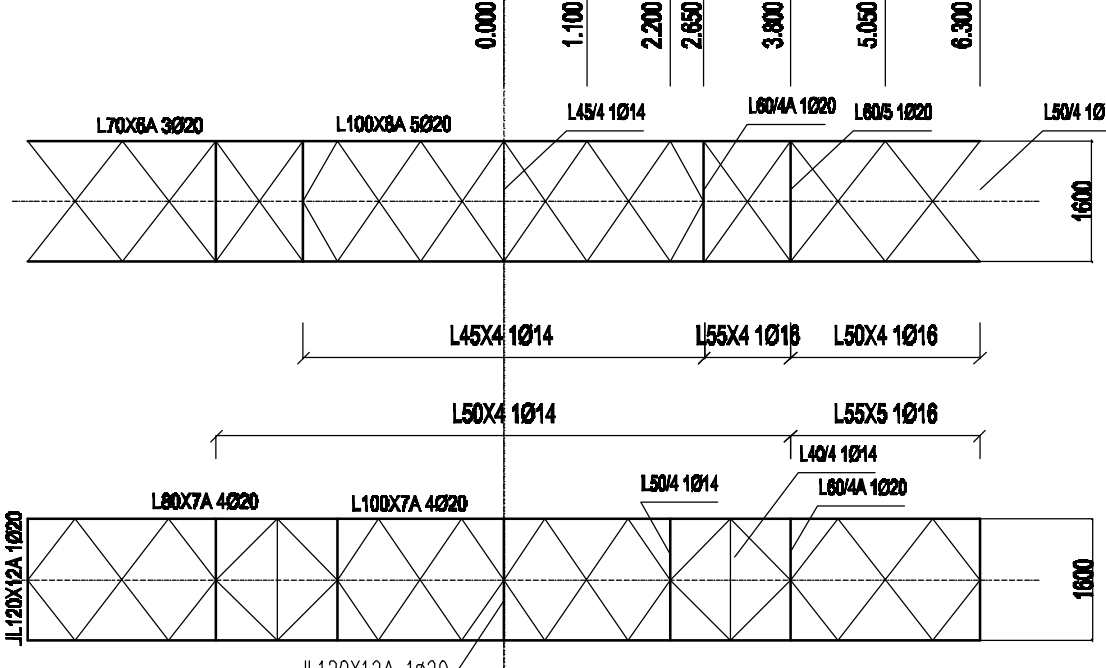 0.000
1.100
2.200
2.650
3.800
5.050
6.300
L70X6A 3Ø20
L100X8A 5Ø20
L45/4 1Ø14
L60/4A 1Ø20
L60/5 1Ø20
L50/4 1Ø
1600
L45X4 1Ø14
L55X4 1Ø16
L50X4 1Ø16
L50X4 1Ø14
L55X5 1Ø16
L40/4 1Ø14
L50/4 1Ø14
L60/4A 1Ø20
L80X7A 4Ø20
L100X7A 4Ø20
JL120X12A 1Ø20
1600
JL120X12A 1ø20